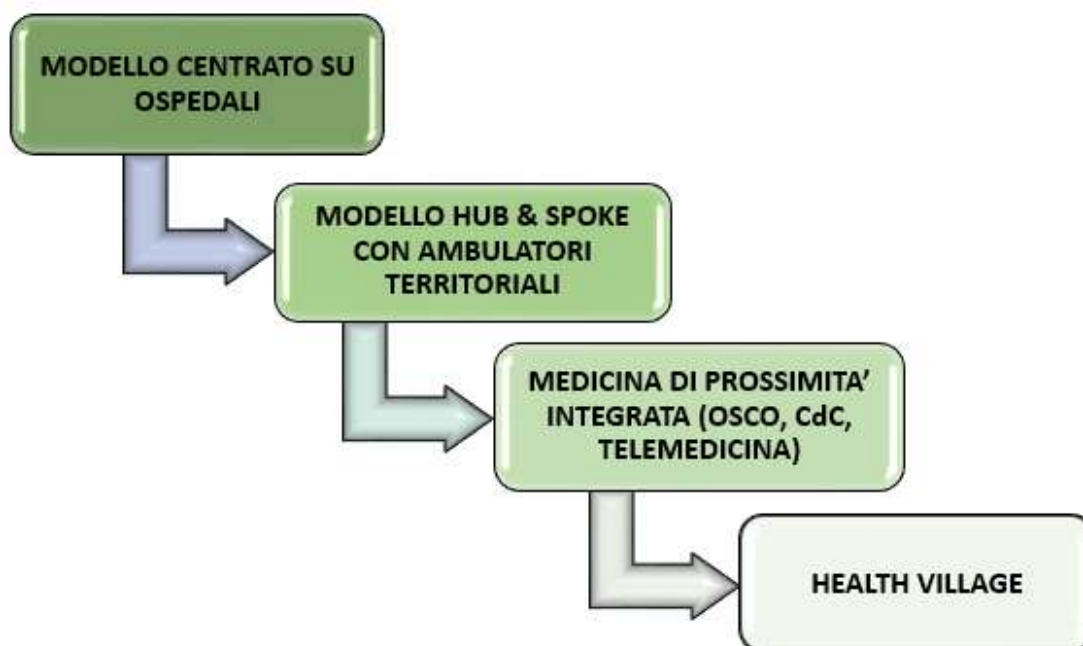 MODELLO CENTRATO SU
OSPEDALI
MODELLO HUB & SPOKE
CON AMBULATORI
TERRITORIALI
MEDICINA DI PROSSIMITA’
INTEGRATA (OSCO, CdC,
TELEMEDICINA)
HEALTH VILLAGE